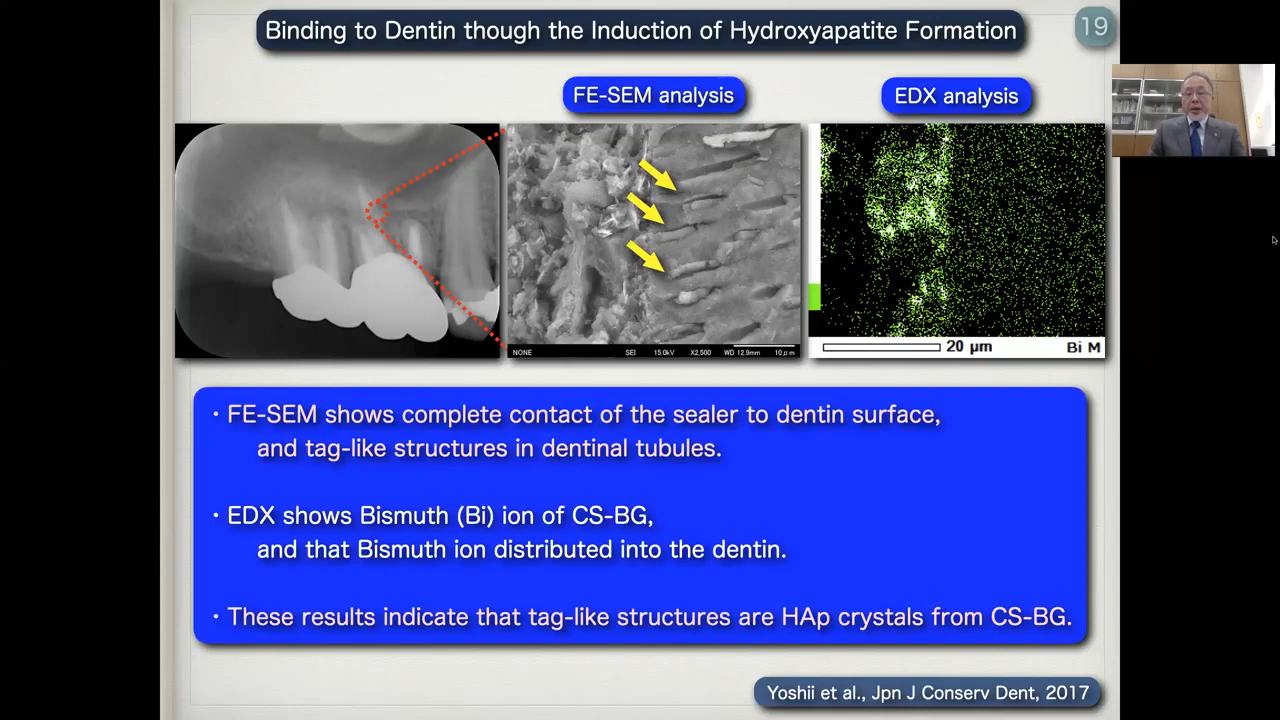 Binding to Dentin though the Induction of Hydroxyapatite Formation
19
FE-SEM analysis
EDX analysis
NONE
SEI 15.0kV X2,500 WD 12.9mm 10μm
20 μm
Bi M
・FE-SEM shows complete contact of the sealer to dentin surface,
and tag-like structures in dentinal tubules.
・EDX shows Bismuth (Bi) ion of CS-BG,
and that Bismuth ion distributed into the dentin.
・These results indicate that tag-like structures are HAp crystals from CS-BG.
Yoshii et al., Jpn J Conserv Dent, 2017